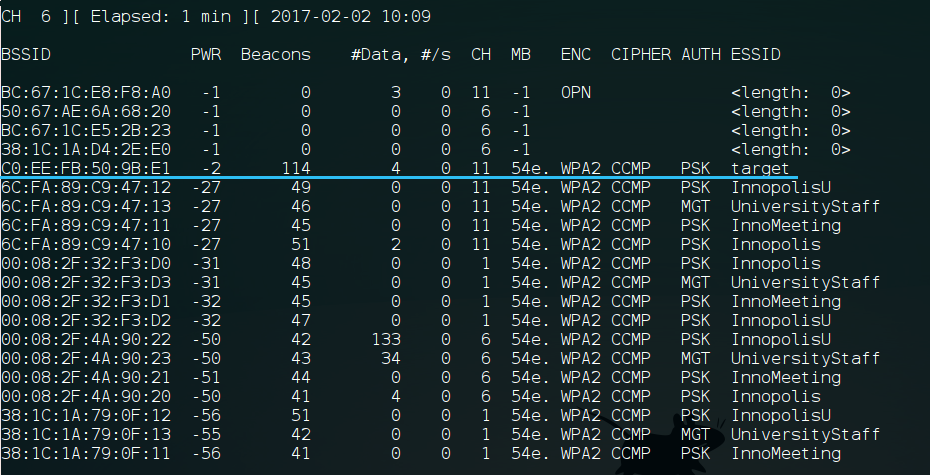 CH  6 ][ Elapsed: 1 min ][ 2017-02-02 10:09
BSSID              PWR  Beacons    #Data, #/s  CH  MB   ENC  CIPHER AUTH ESSID
BC:67:1C:E8:F8:A0   -1        0        3    0  11  -1   OPN              <length:  0>
50:67:AE:6A:68:20   -1        0        0    0   6  -1                    <length:  0>
BC:67:1C:E5:2B:23   -1        0        0    0   6  -1                    <length:  0>
38:1C:1A:D4:2E:E0   -1        0        0    0   6  -1                    <length:  0>
C0:EE:FB:50:9B:E1   -2      114        4    0  11  54e. WPA2 CCMP   PSK  target
6C:FA:89:C9:47:12  -27       49        0    0  11  54e. WPA2 CCMP   PSK  InnopolisU
6C:FA:89:C9:47:13  -27       46        0    0  11  54e. WPA2 CCMP   MGT  UniversityStaff
6C:FA:89:C9:47:11  -27       45        0    0  11  54e. WPA2 CCMP   PSK  InnoMeeting
6C:FA:89:C9:47:10  -27       51        2    0  11  54e. WPA2 CCMP   PSK  Innopolis
00:08:2F:32:F3:D0  -31       48        0    0   1  54e. WPA2 CCMP   PSK  Innopolis
00:08:2F:32:F3:D3  -31       45        0    0   1  54e. WPA2 CCMP   MGT  UniversityStaff
00:08:2F:32:F3:D1  -32       45        0    0   1  54e. WPA2 CCMP   PSK  InnoMeeting
00:08:2F:32:F3:D2  -32       47        0    0   1  54e. WPA2 CCMP   PSK  InnopolisU
00:08:2F:4A:90:22  -50       42      133    0   6  54e. WPA2 CCMP   PSK  InnopolisU
00:08:2F:4A:90:23  -50       43       34    0   6  54e. WPA2 CCMP   MGT  UniversityStaff
00:08:2F:4A:90:21  -51       44        0    0   6  54e. WPA2 CCMP   PSK  InnoMeeting
00:08:2F:4A:90:20  -50       41        4    0   6  54e. WPA2 CCMP   PSK  Innopolis
38:1C:1A:79:0F:12  -56       51        0    0   1  54e. WPA2 CCMP   PSK  InnopolisU
38:1C:1A:79:0F:13  -55       42        0    0   1  54e. WPA2 CCMP   MGT  UniversityStaff
38:1C:1A:79:0F:11  -56       41        0    0   1  54e. WPA2 CCMP   PSK  InnoMeeting